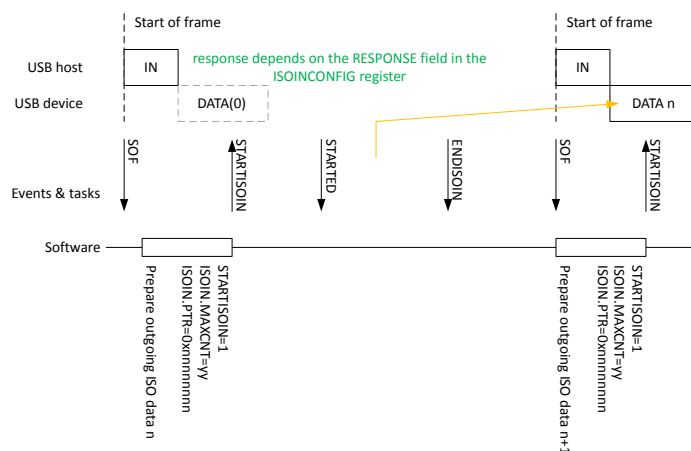 Start of frame
Start of frame
USB host
IN
response depends on the RESPONSE field in the
ISOINCONFIG register
IN
USB device
DATA(0)
DATA n
Events & tasks
SOF
STARTISOIN
STARTED
ENDISOIN
SOF
STARTISOIN
Software
Prepare outgoing ISO data n
ISOIN.PTR=0xnnnnnnnn
ISOIN.MAXCNT=yy
STARTISOIN=1
Prepare outgoing ISO data n+1
ISOIN.PTR=0xnnnnnnnn
ISOIN.MAXCNT=yy
STARTISOIN=1